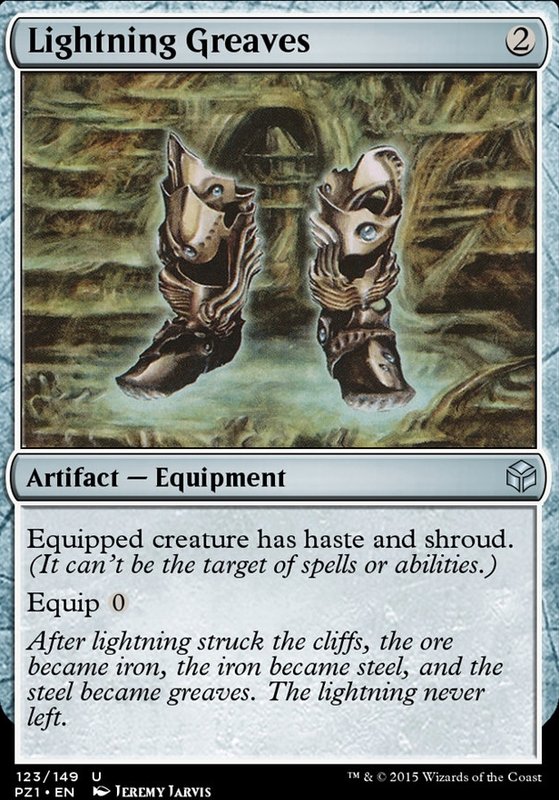 Lightning Greaves 2
Artifact — Equipment
Equipped creature has haste and shroud.
(It can't be the target of spells or abilities.)
Equip 0
After lightning struck the cliffs, the ore
became iron, the iron became steel, and the
steel became greaves. The lightning never
left.
123/149 U
PZ1 • EN JEREMY JARVIS
™ & © 2015 Wizards of the Coast